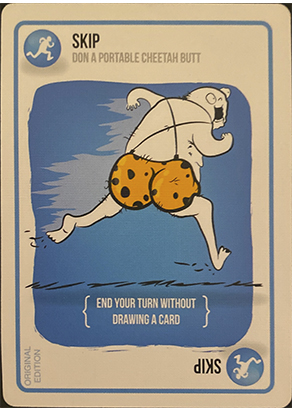 SKIP
DON A PORTABLE CHEETAH BUTT
END YOUR TURN WITHOUT
DRAWING A CARD
ORIGINAL
EDITION
SKIP